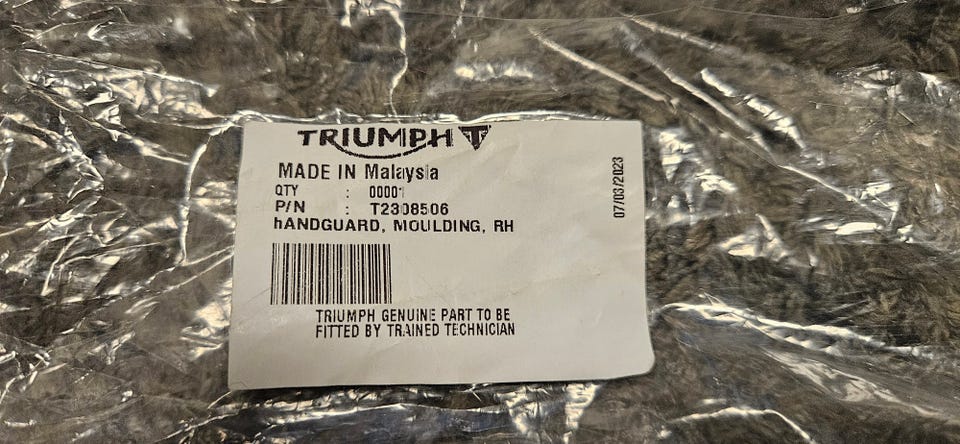 TRIUMPH
MADE IN Malaysia
QTY : 00001
P/N : T2308506
hANDGUARD, MOULDING, RH
TRIUMPH GENUINE PART TO BE
FITTED BY TRAINED TECHNICIAN
07/03/2023